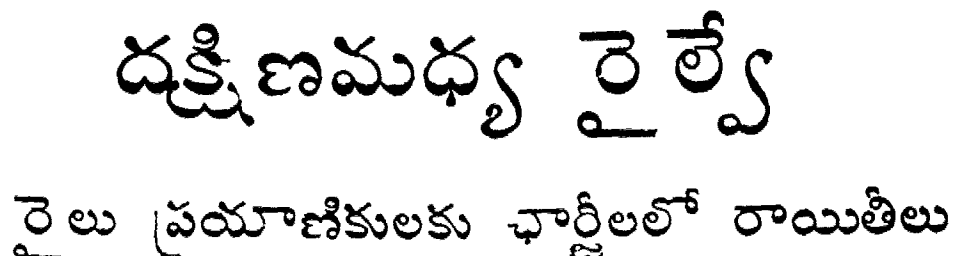 దక్షిణమధ్య రైల్వే
రైలు ప్రయాణికులకు ఛార్జీలలో రాయితీలు